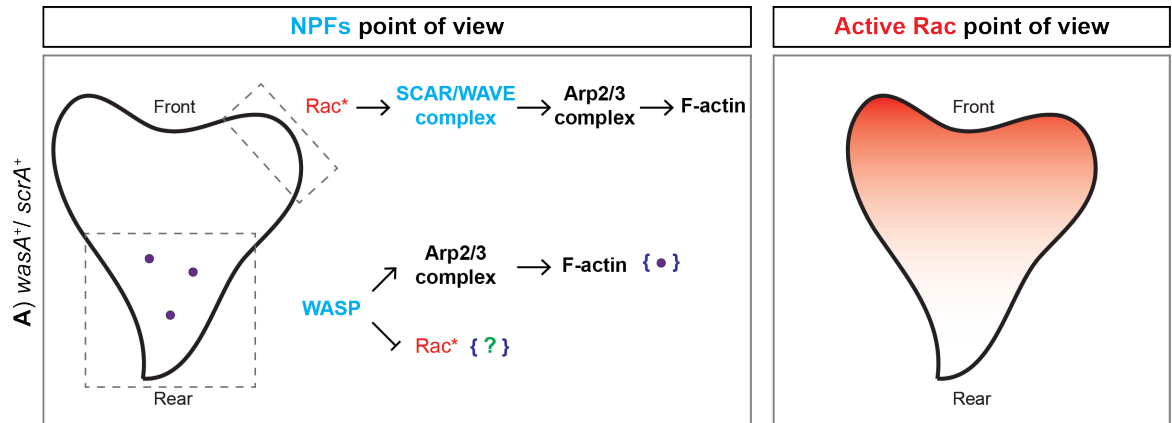 NPFs point of view
Active Rac point of view
A) wasA⁺/ scrA⁺
Front
Rac*
SCAR/WAVE
complex
Arp2/3
complex
F-actin
WASP
Arp2/3
complex
F-actin { • }
Rac* { ? }
Rear
Front
Rear